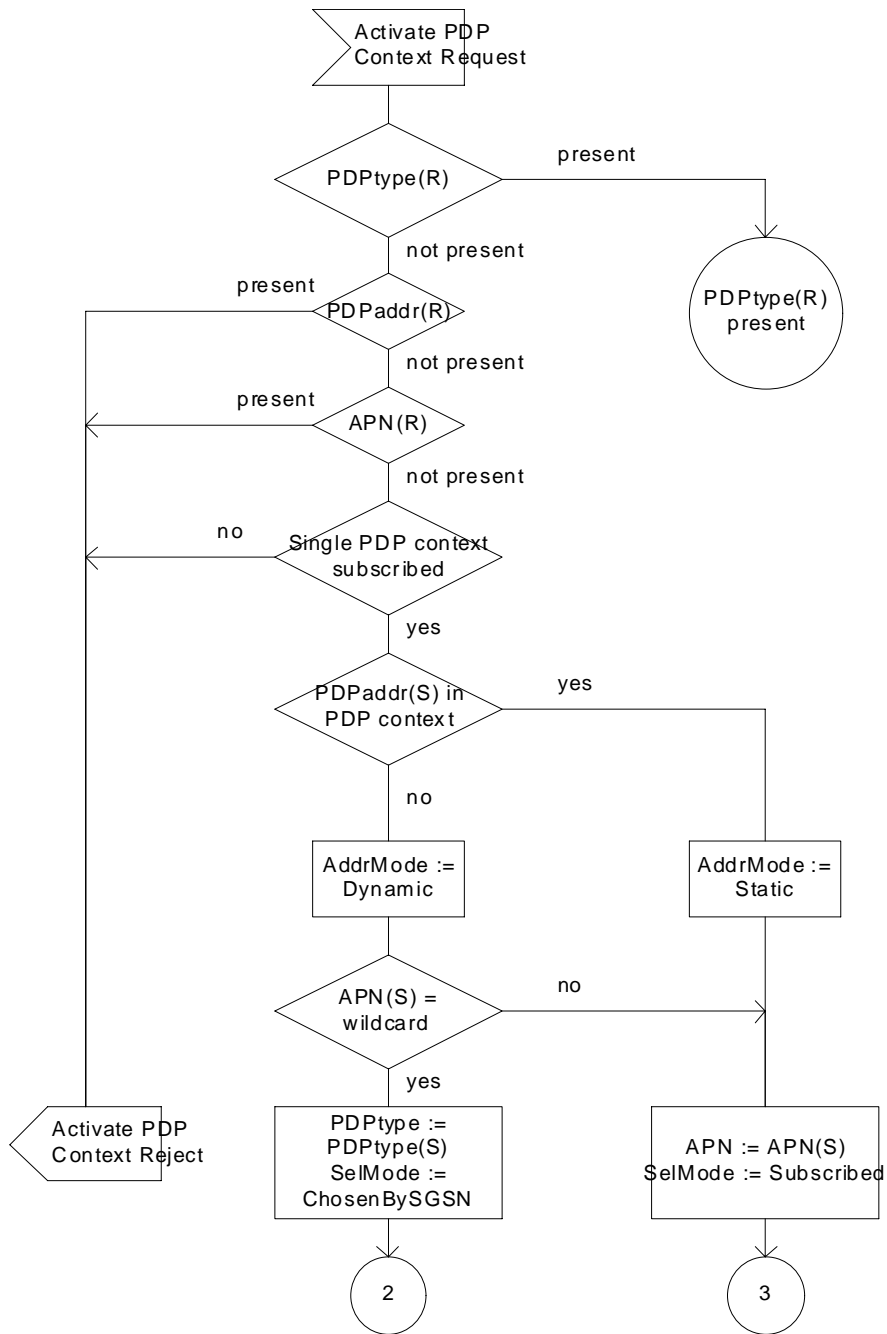 Activate PDP
Context Request
PDPtype(R)
present
not present
PDPtype(R)
present
present
PDPaddr(R)
not present
present
APN(R)
not present
no
Single PDP context
subscribed
yes
PDPaddr(S) in
PDP context
yes
no
AddrMode :=
Dynamic
AddrMode :=
Static
APN(S) =
wildcard
no
yes
Activate PDP
Context Reject
PDPtype :=
PDPtype(S)
SelMode :=
ChosenBySGSN
APN := APN(S)
SelMode := Subscribed
2
3